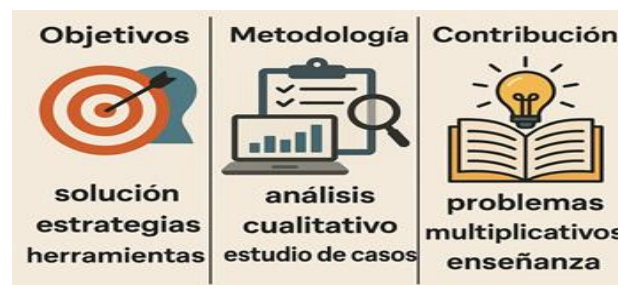 Objetivos
solución
estrategias
herramientas
Metodología
análisis
cualitativo
estudio de casos
Contribución
problemas
multiplicativos
enseñanza